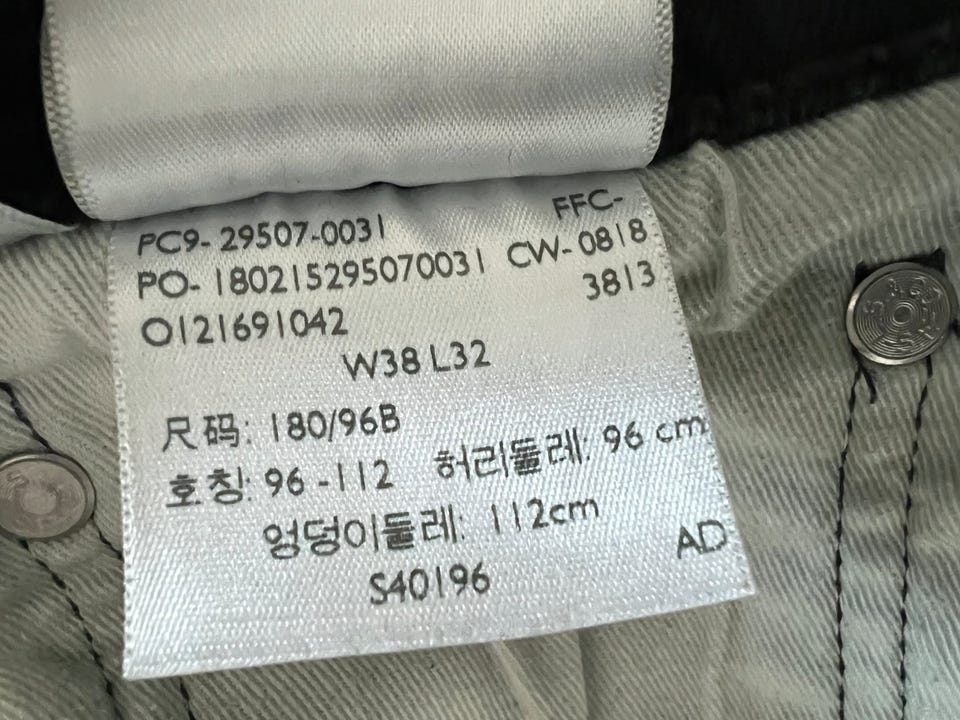 PC9- 29507-0031 FFC-
PO- 180215295070031 CW- 0818
O121691042 3813
W38 L32
尺码: 180/96B
호칭: 96 -112 허리둘레: 96 cm
엉덩이둘레: 112cm
AD
S40196